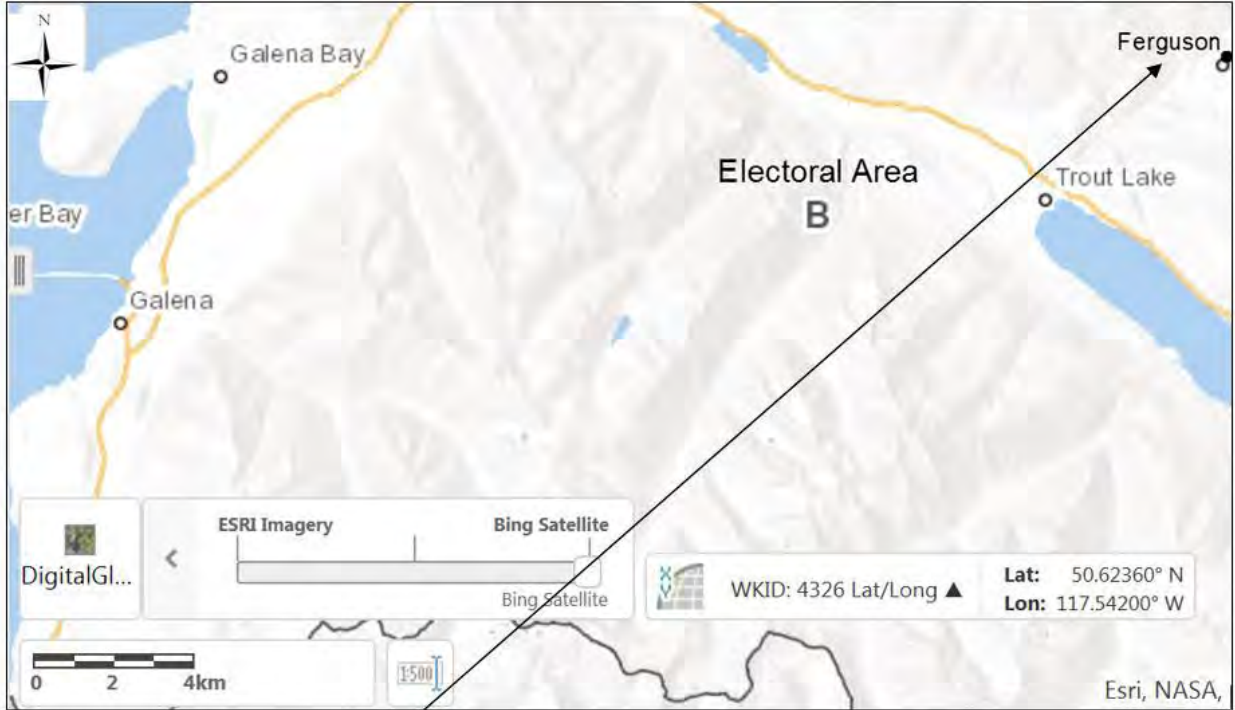 N
Galena Bay
Ferguson
Electoral Area
B
Trout Lake
er Bay
Galena
DigitalGl...
ESRI Imagery
Bing Satellite
Bing Satellite
WKID: 4326 Lat/Long ▲
Lat: 50.62360° N
Lon: 117.54200° W
0 2 4km
1:500
X
Y
Esri, NASA,